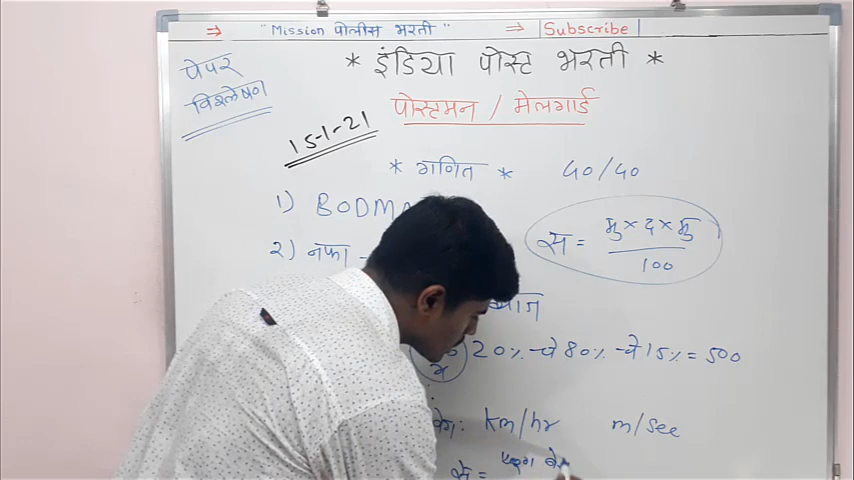 ⇒ "Mission पोलीस भरती" ⇒ |Subscribe|
पेपर विश्लेषण
* इंडिया पोस्ट भरती *
पोस्टमन / मेलगार्ड
15-1-21
* गणित * 40/40
1) BODMA
2) नफा -
स = मु × द × मु / 100
व्याज
20% - चे 80% - चे 15% = 500
वेग: km/hr m/sec